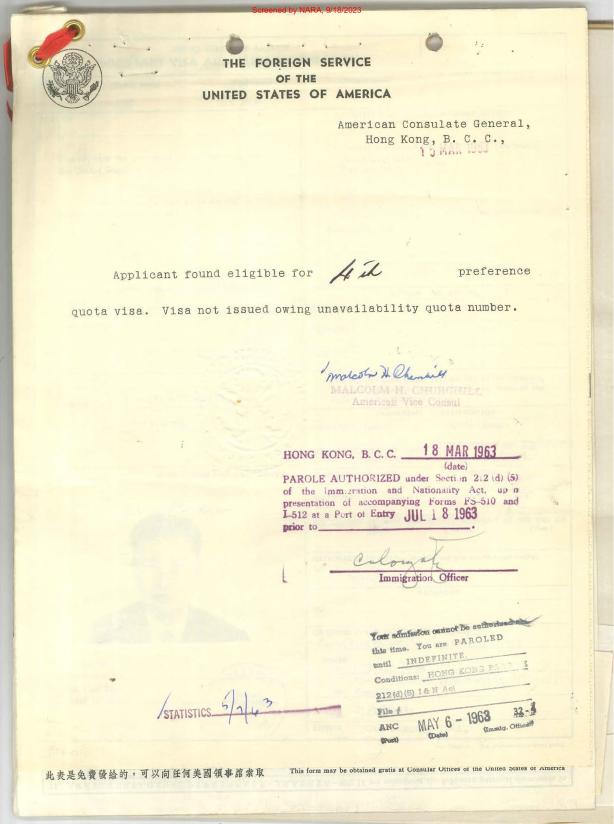 Screened by NARA, 9/18/2023
THE FOREIGN SERVICE
OF THE
UNITED STATES OF AMERICA
American Consulate General,
Hong Kong, B. C. C.,
MAR 1963
Applicant found eligible for 4th preference
quota visa. Visa not issued owing unavailability quota number.
Malcolm H. Churchill
MALCOLM H. CHURCHILL
American Vice Consul
HONG KONG, B. C. C. 18 MAR 1963
(date)
PAROLE AUTHORIZED under Section 212 (d) (5)
of the Immigration and Nationality Act, upon
presentation of accompanying Forms FS-510 and
I-512 at a Port of Entry JUL 18 1963
prior to .
Immigration Officer
Your admission cannot be authorized at
this time. You are PAROLED
until INDEFINITE.
Conditions: HONG KONG
212(d)(5) I & N Act
File #
ANC MAY 6 - 1963
(Port) (Date) (Immig. Officer)
STATISTICS 5/7/63
此表是免費發給的，可以向任何美國領事館索取
This form may be obtained gratis at Consular Offices of the United States of America